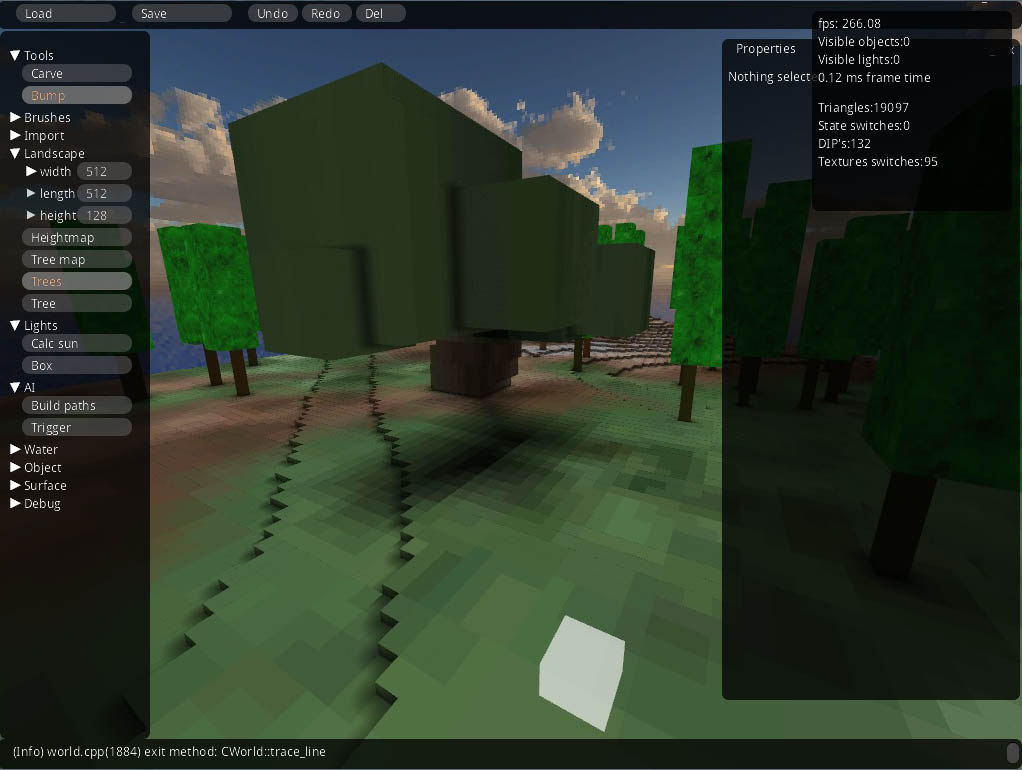 Load
Save
Undo
Redo
Del
Tools
Carve
Bump
Brushes
Import
Landscape
width 512
length 512
height 128
Heightmap
Tree map
Trees
Tree
Lights
Calc sun
Box
AI
Build paths
Trigger
Water
Object
Surface
Debug
Properties
Nothing selecte
fps: 266.08
Visible objects:0
Visible lights:0
0.12 ms frame time
Triangles:19097
State switches:0
DIP's:132
Textures switches:95
(Info) world.cpp(1884) exit method: CWorld::trace_line